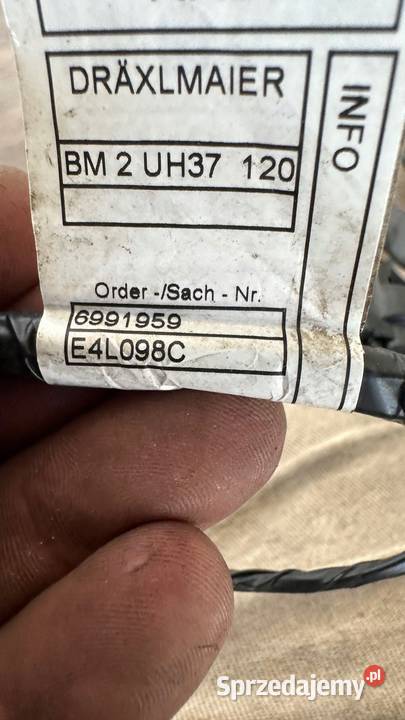 DRÄXLMAIER
BM 2 UH37 120
INFO
Order -/Sach - Nr.
6991959
E4L098C
Sprzedajemy.pl